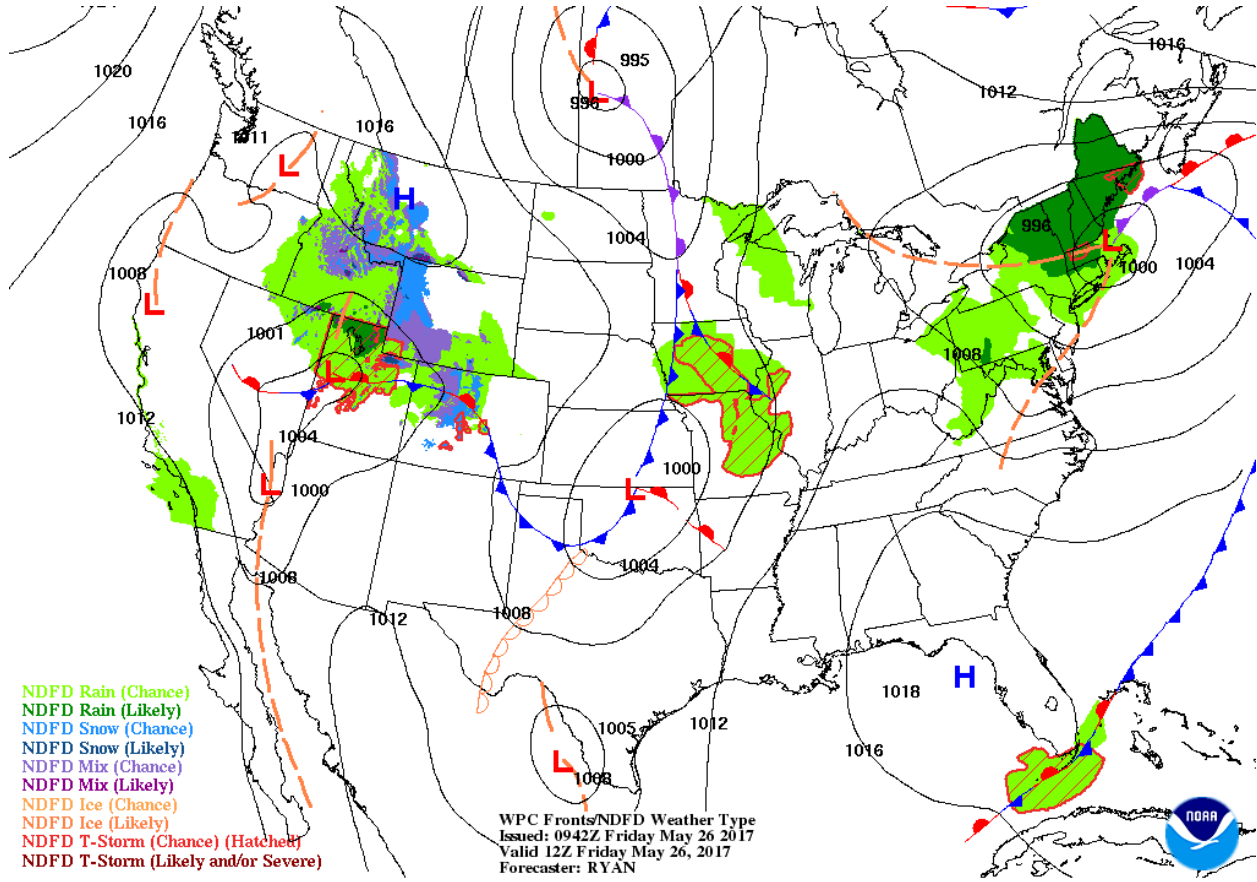 1024
1020
1016
1011
1016
995
996
1000
1016
1012
L
L
H
1004
996
L
1000
1004
1008
L
1001
1008
L
1012
1004
L
1000
L
1000
1008
1004
1008
1012
H
1018
1005
1012
1016
L
1008
NDFD Rain (Chance)
NDFD Rain (Likely)
NDFD Snow (Chance)
NDFD Snow (Likely)
NDFD Mix (Chance)
NDFD Mix (Likely)
NDFD Ice (Chance)
NDFD Ice (Likely)
NDFD T-Storm (Chance) (Hatched)
NDFD T-Storm (Likely and/or Severe)
WPC Fronts/NDFD Weather Type
Issued: 0942Z Friday May 26 2017
Valid 12Z Friday May 26, 2017
Forecaster: RYAN
NOAA